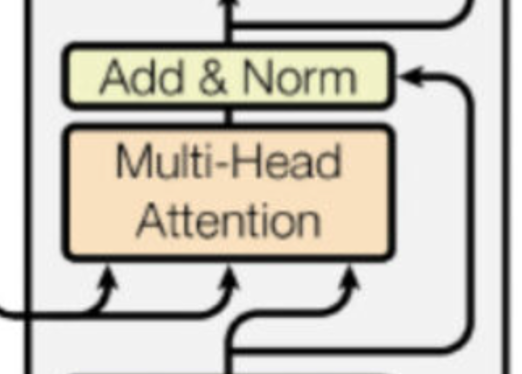 Add & Norm
Multi-Head
Attention